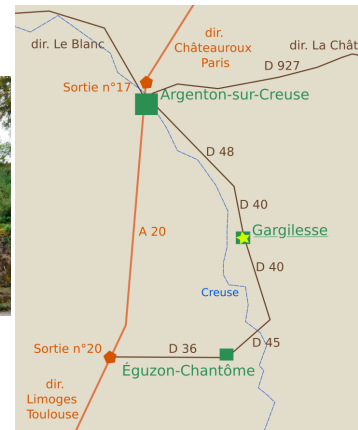 dir.
Châteauroux
Paris
dir. Le Blanc
dir. La Chât
D 927
Sortie n°17
Argenton-sur-Creuse
D 48
D 40
A 20
Gargilesse
D 40
Creuse
Sortie n°20
D 36
D 45
Éguzon-Chantôme
dir.
Limoges
Toulouse